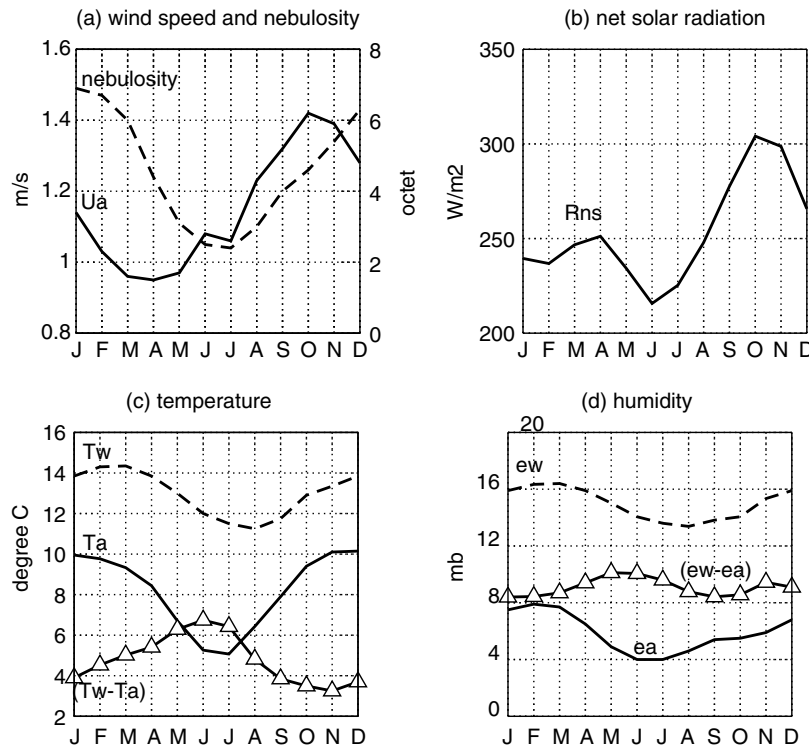 (a) wind speed and nebulosity
1.6
1.4
1.2
1
0.8
m/s
8
6
4
2
0
octet
nebulosity
Ua
J F M A M J J A S O N D
(b) net solar radiation
350
300
250
200
W/m2
Rns
J F M A M J J A S O N D
(c) temperature
16
14
12
10
8
6
4
2
degree C
Tw
Ta
(Tw-Ta)
J F M A M J J A S O N D
(d) humidity
20
16
12
8
4
0
mb
ew
(ew-ea)
ea
J F M A M J J A S O N D